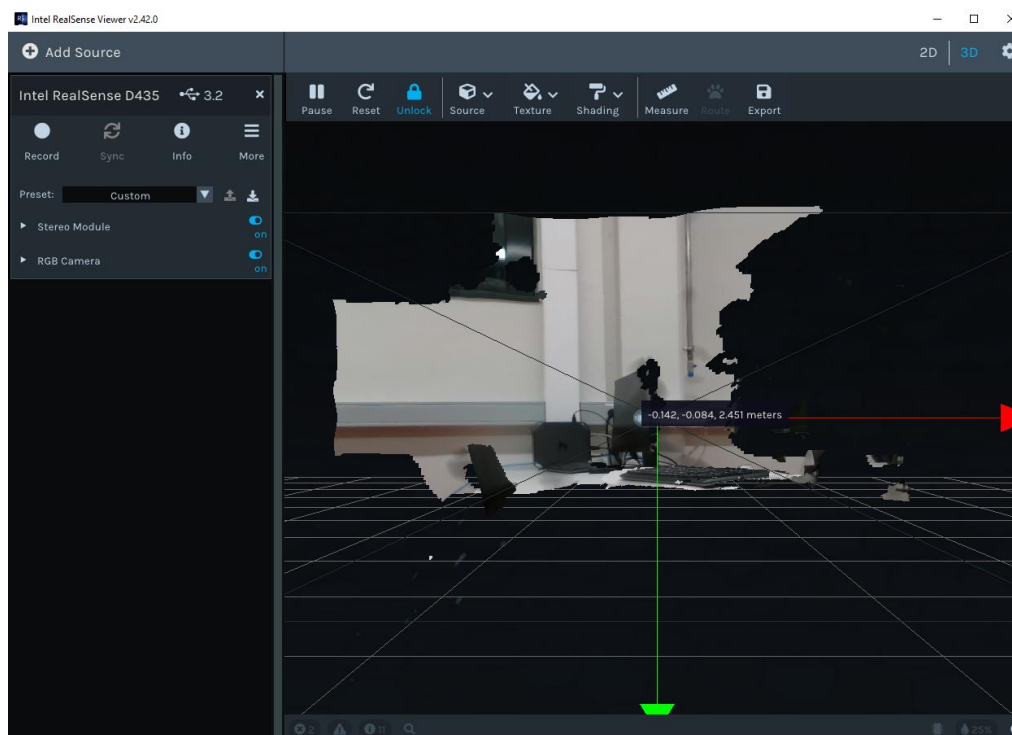 Intel RealSense Viewer v2.42.0
Add Source
2D 3D
Intel RealSense D435 3.2
Pause Reset Unlock Source Texture Shading Measure Route Export
Record Sync Info More
Preset: Custom
Stereo Module
on
RGB Camera
on
-0.142, -0.084, 2.451 meters
2 11 25%